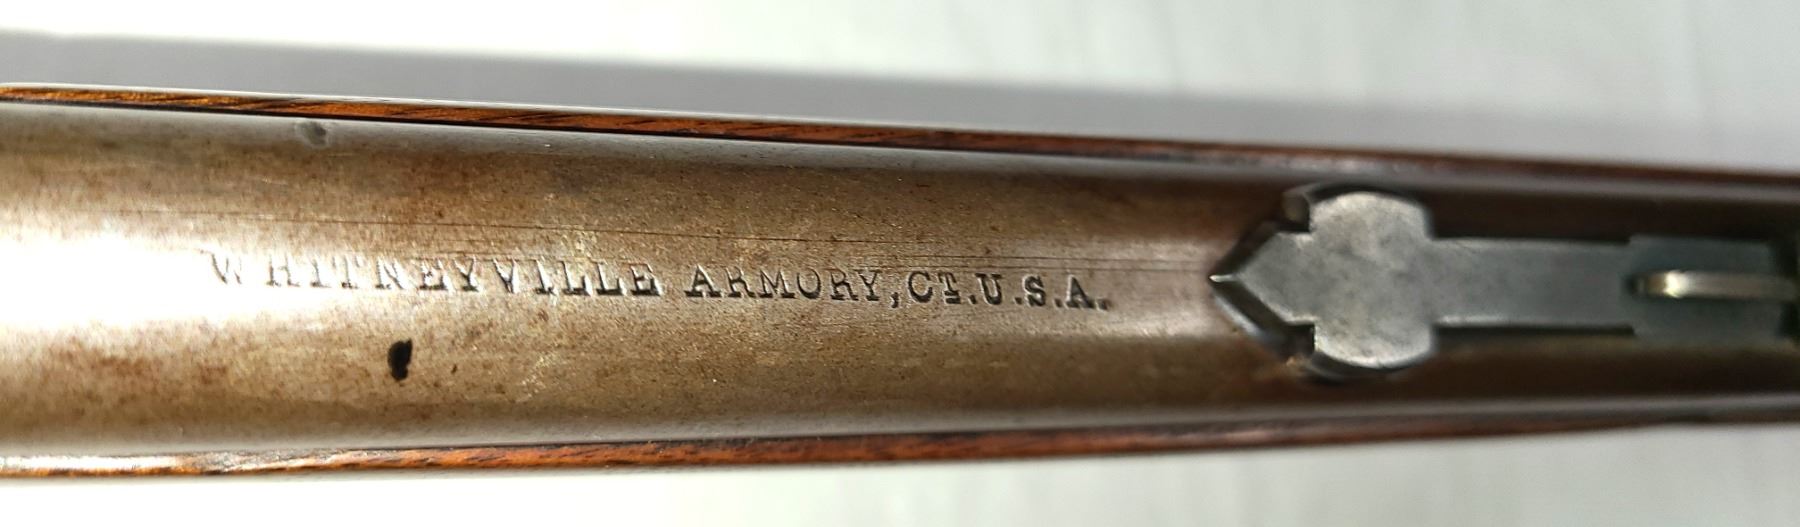 WHITNEYVILLE ARMORY, CT. U.S.A.